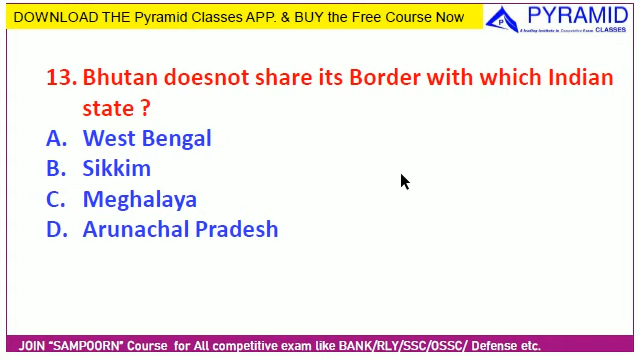 DOWNLOAD THE Pyramid Classes APP. & BUY the Free Course Now
PYRAMID
A leading Institute in Competitive Exam CLASSES
13. Bhutan doesnot share its Border with which Indian
state ?
A. West Bengal
B. Sikkim
C. Meghalaya
D. Arunachal Pradesh
JOIN “SAMPOORN” Course for All competitive exam like BANK/RLY/SSC/OSSC/ Defense etc.